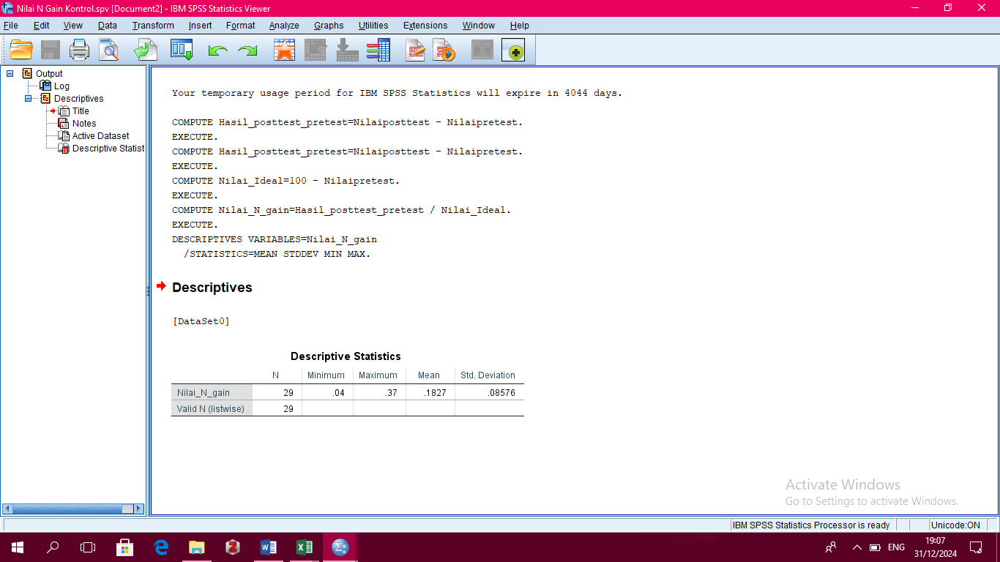 Nilai N Gain Kontrol.spv [Document2] - IBM SPSS Statistics Viewer
File Edit View Data Transform Insert Format Analyze Graphs Utilities Extensions Window Help
Output
Log
Descriptives
Title
Notes
Active Dataset
Descriptive Statist
Your temporary usage period for IBM SPSS Statistics will expire in 4044 days.
COMPUTE Hasil_posttest_pretest=Nilaiposttest - Nilaipretest.
EXECUTE.
COMPUTE Hasil_posttest_pretest=Nilaiposttest - Nilaipretest.
EXECUTE.
COMPUTE Nilai_Ideal=100 - Nilaipretest.
EXECUTE.
COMPUTE Nilai_N_gain=Hasil_posttest_pretest / Nilai_Ideal.
EXECUTE.
DESCRIPTIVES VARIABLES=Nilai_N_gain
/STATISTICS=MEAN STDDEV MIN MAX.
Descriptives
[DataSet0]
Descriptive Statistics
N Minimum Maximum Mean Std. Deviation
Nilai_N_gain 29 .04 .37 .1827 .08576
Valid N (listwise) 29
Activate Windows
Go to Settings to activate Windows.
IBM SPSS Statistics Processor is ready Unicode:ON
ENG
19:07
31/12/2024